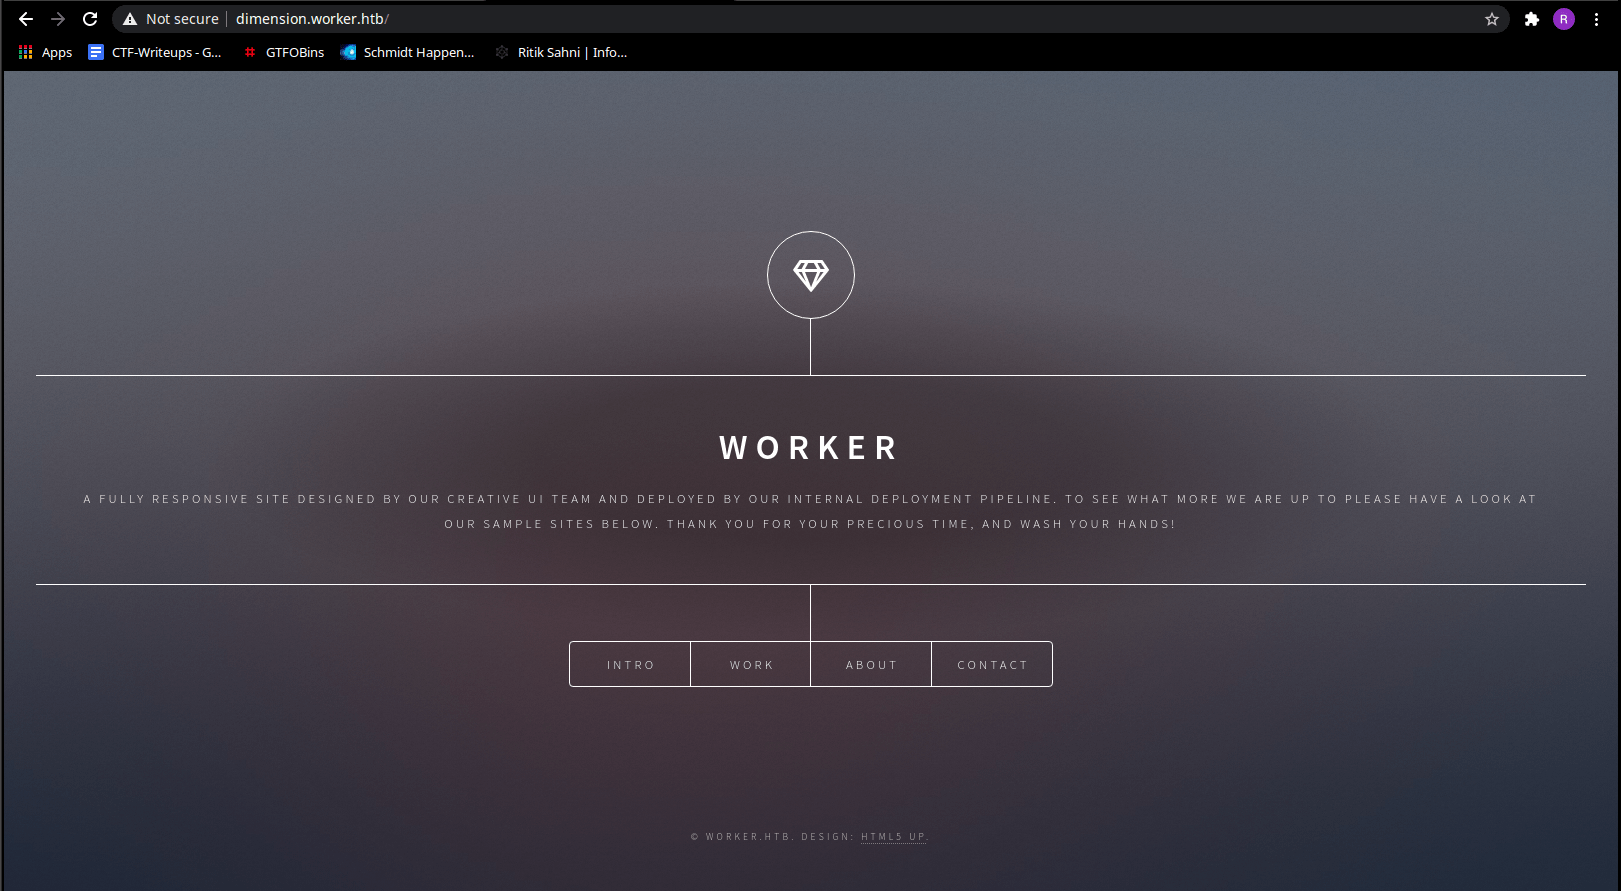 Not secure dimension.worker.htb/ R
Apps CTF-Writeups - G... GTFOBins Schmidt Happen... Ritik Sahni | Info...
WORKER
A FULLY RESPONSIVE SITE DESIGNED BY OUR CREATIVE UI TEAM AND DEPLOYED BY OUR INTERNAL DEPLOYMENT PIPELINE. TO SEE WHAT MORE WE ARE UP TO PLEASE HAVE A LOOK AT
OUR SAMPLE SITES BELOW. THANK YOU FOR YOUR PRECIOUS TIME, AND WASH YOUR HANDS!
INTRO WORK ABOUT CONTACT
© WORKER.HTB. DESIGN: HTML5 UP.